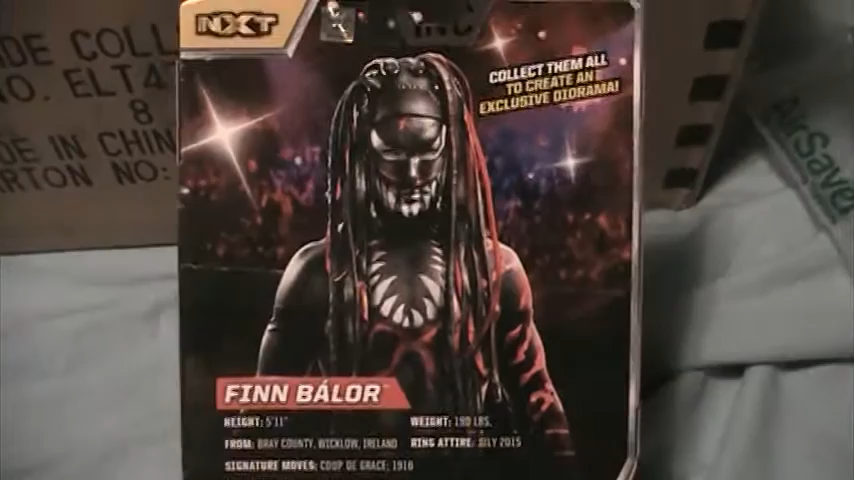 NXT
COLLECT THEM ALL
TO CREATE AN
EXCLUSIVE DIORAMA!
DE COLL
O. ELT4
8
DE IN CHIN
RTON NO:
AirSave
FINN BÁLOR™
HEIGHT: 5'11"
WEIGHT: 190 LBS.
FROM: BRAY COUNTY, WICKLOW, IRELAND
RING ATTIRE: JULY 2015
SIGNATURE MOVES: COUP DE GRACE; 1916